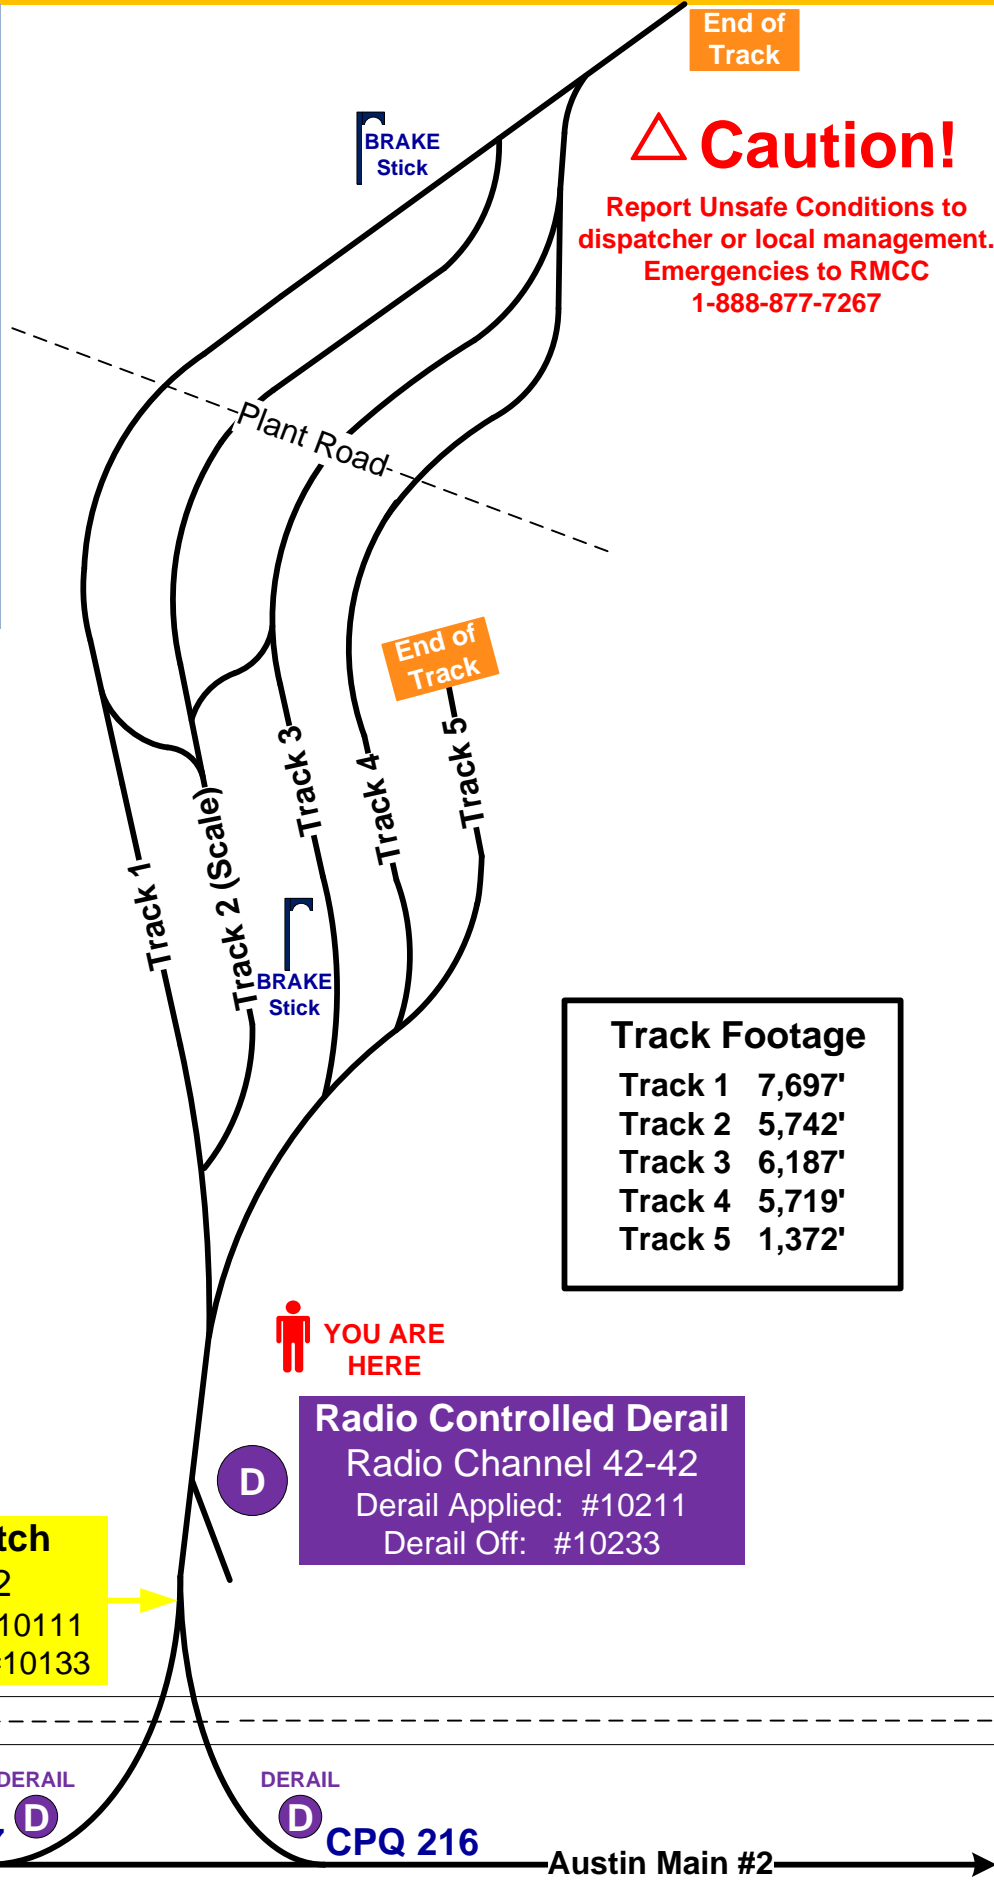 End of
Track
BRAKE
Stick
Caution!
Report Unsafe Conditions to
dispatcher or local management.
Emergencies to RMCC
1-888-877-7267
Plant Road
End of
Track
Track 1
Track 2 (Scale)
Track 3
Track 4
Track 5
BRAKE
Stick
Track Footage
Track 1 7,697'
Track 2 5,742'
Track 3 6,187'
Track 4 5,719'
Track 5 1,372'
YOU ARE
HERE
D
Radio Controlled Derail
Radio Channel 42-42
Derail Applied: #10211
Derail Off: #10233
tch
2
10111
#10133
DERAIL
D
DERAIL
D
CPQ 216
Austin Main #2